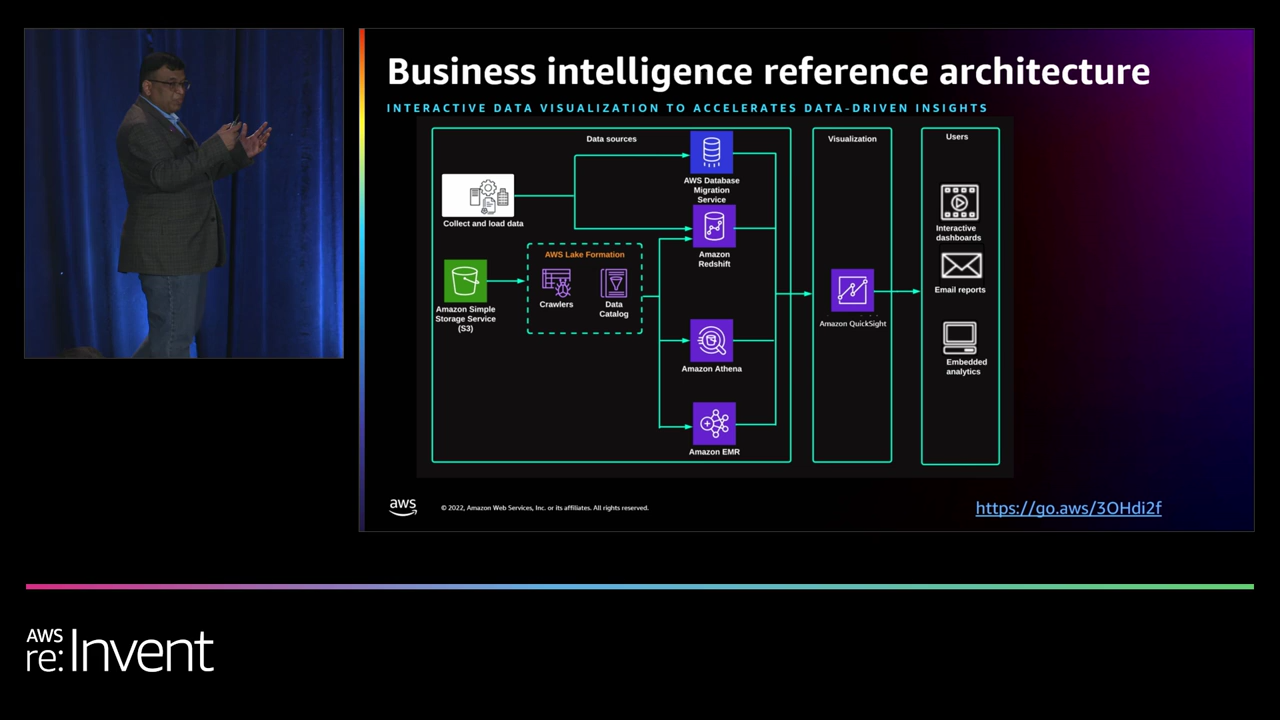 Business intelligence reference architecture
INTERACTIVE DATA VISUALIZATION TO ACCELERATES DATA-DRIVEN INSIGHTS
Data sources
Collect and load data
AWS Database
Migration
Service
Amazon
Redshift
Amazon Simple
Storage Service
(S3)
AWS Lake Formation
Crawlers
Data
Catalog
Amazon Athena
Amazon EMR
Visualization
Amazon QuickSight
Users
Interactive
dashboards
Email reports
Embedded
analytics
aws
© 2022, Amazon Web Services, Inc. or its affiliates. All rights reserved.
https://go.aws/3OHdi2f
AWS
re:Invent